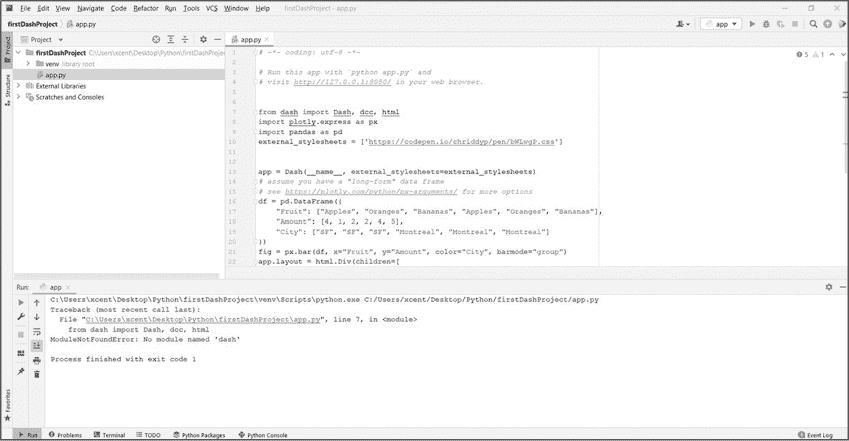 File Edit View Navigate Code Refactor Run Tools VCS Window Help firstDashProject - app.py
firstDashProject app.py app
Project app.py
firstDashProject C:\Users\xcent\Desktop\Python\firstDashProject
venv library root
app.py
External Libraries
Scratches and Consoles
Project
Structure
Favorites
5 1
1 # -*- coding: utf-8 -*-
2
3 # Run this app with `python app.py` and
4 # visit http://127.0.0.1:8050/ in your web browser.
5
6
7 from dash import Dash, dcc, html
8 import plotly.express as px
9 import pandas as pd
10 external_stylesheets = ['https://codepen.io/chriddyp/pen/bWLwgP.css']
11
12
13 app = Dash(__name__, external_stylesheets=external_stylesheets)
14 # assume you have a "long-form" data frame
15 # see https://plotly.com/python/px-arguments/ for more options
16 df = pd.DataFrame({
17 "Fruit": ["Apples", "Oranges", "Bananas", "Apples", "Oranges", "Bananas"],
18 "Amount": [4, 1, 2, 2, 4, 5],
19 "City": ["SF", "SF", "SF", "Montreal", "Montreal", "Montreal"]
20 })
21 fig = px.bar(df, x="Fruit", y="Amount", color="City", barmode="group")
22 app.layout = html.Div(children=[
Run: app
C:\Users\xcent\Desktop\Python\firstDashProject\venv\Scripts\python.exe C:/Users/xcent/Desktop/Python/firstDashProject/app.py
Traceback (most recent call last):
File "C:\Users\xcent\Desktop\Python\firstDashProject\app.py", line 7, in <module>
from dash import Dash, dcc, html
ModuleNotFoundError: No module named 'dash'
Process finished with exit code 1
Run Problems Terminal TODO Python Packages Python Console Event Log